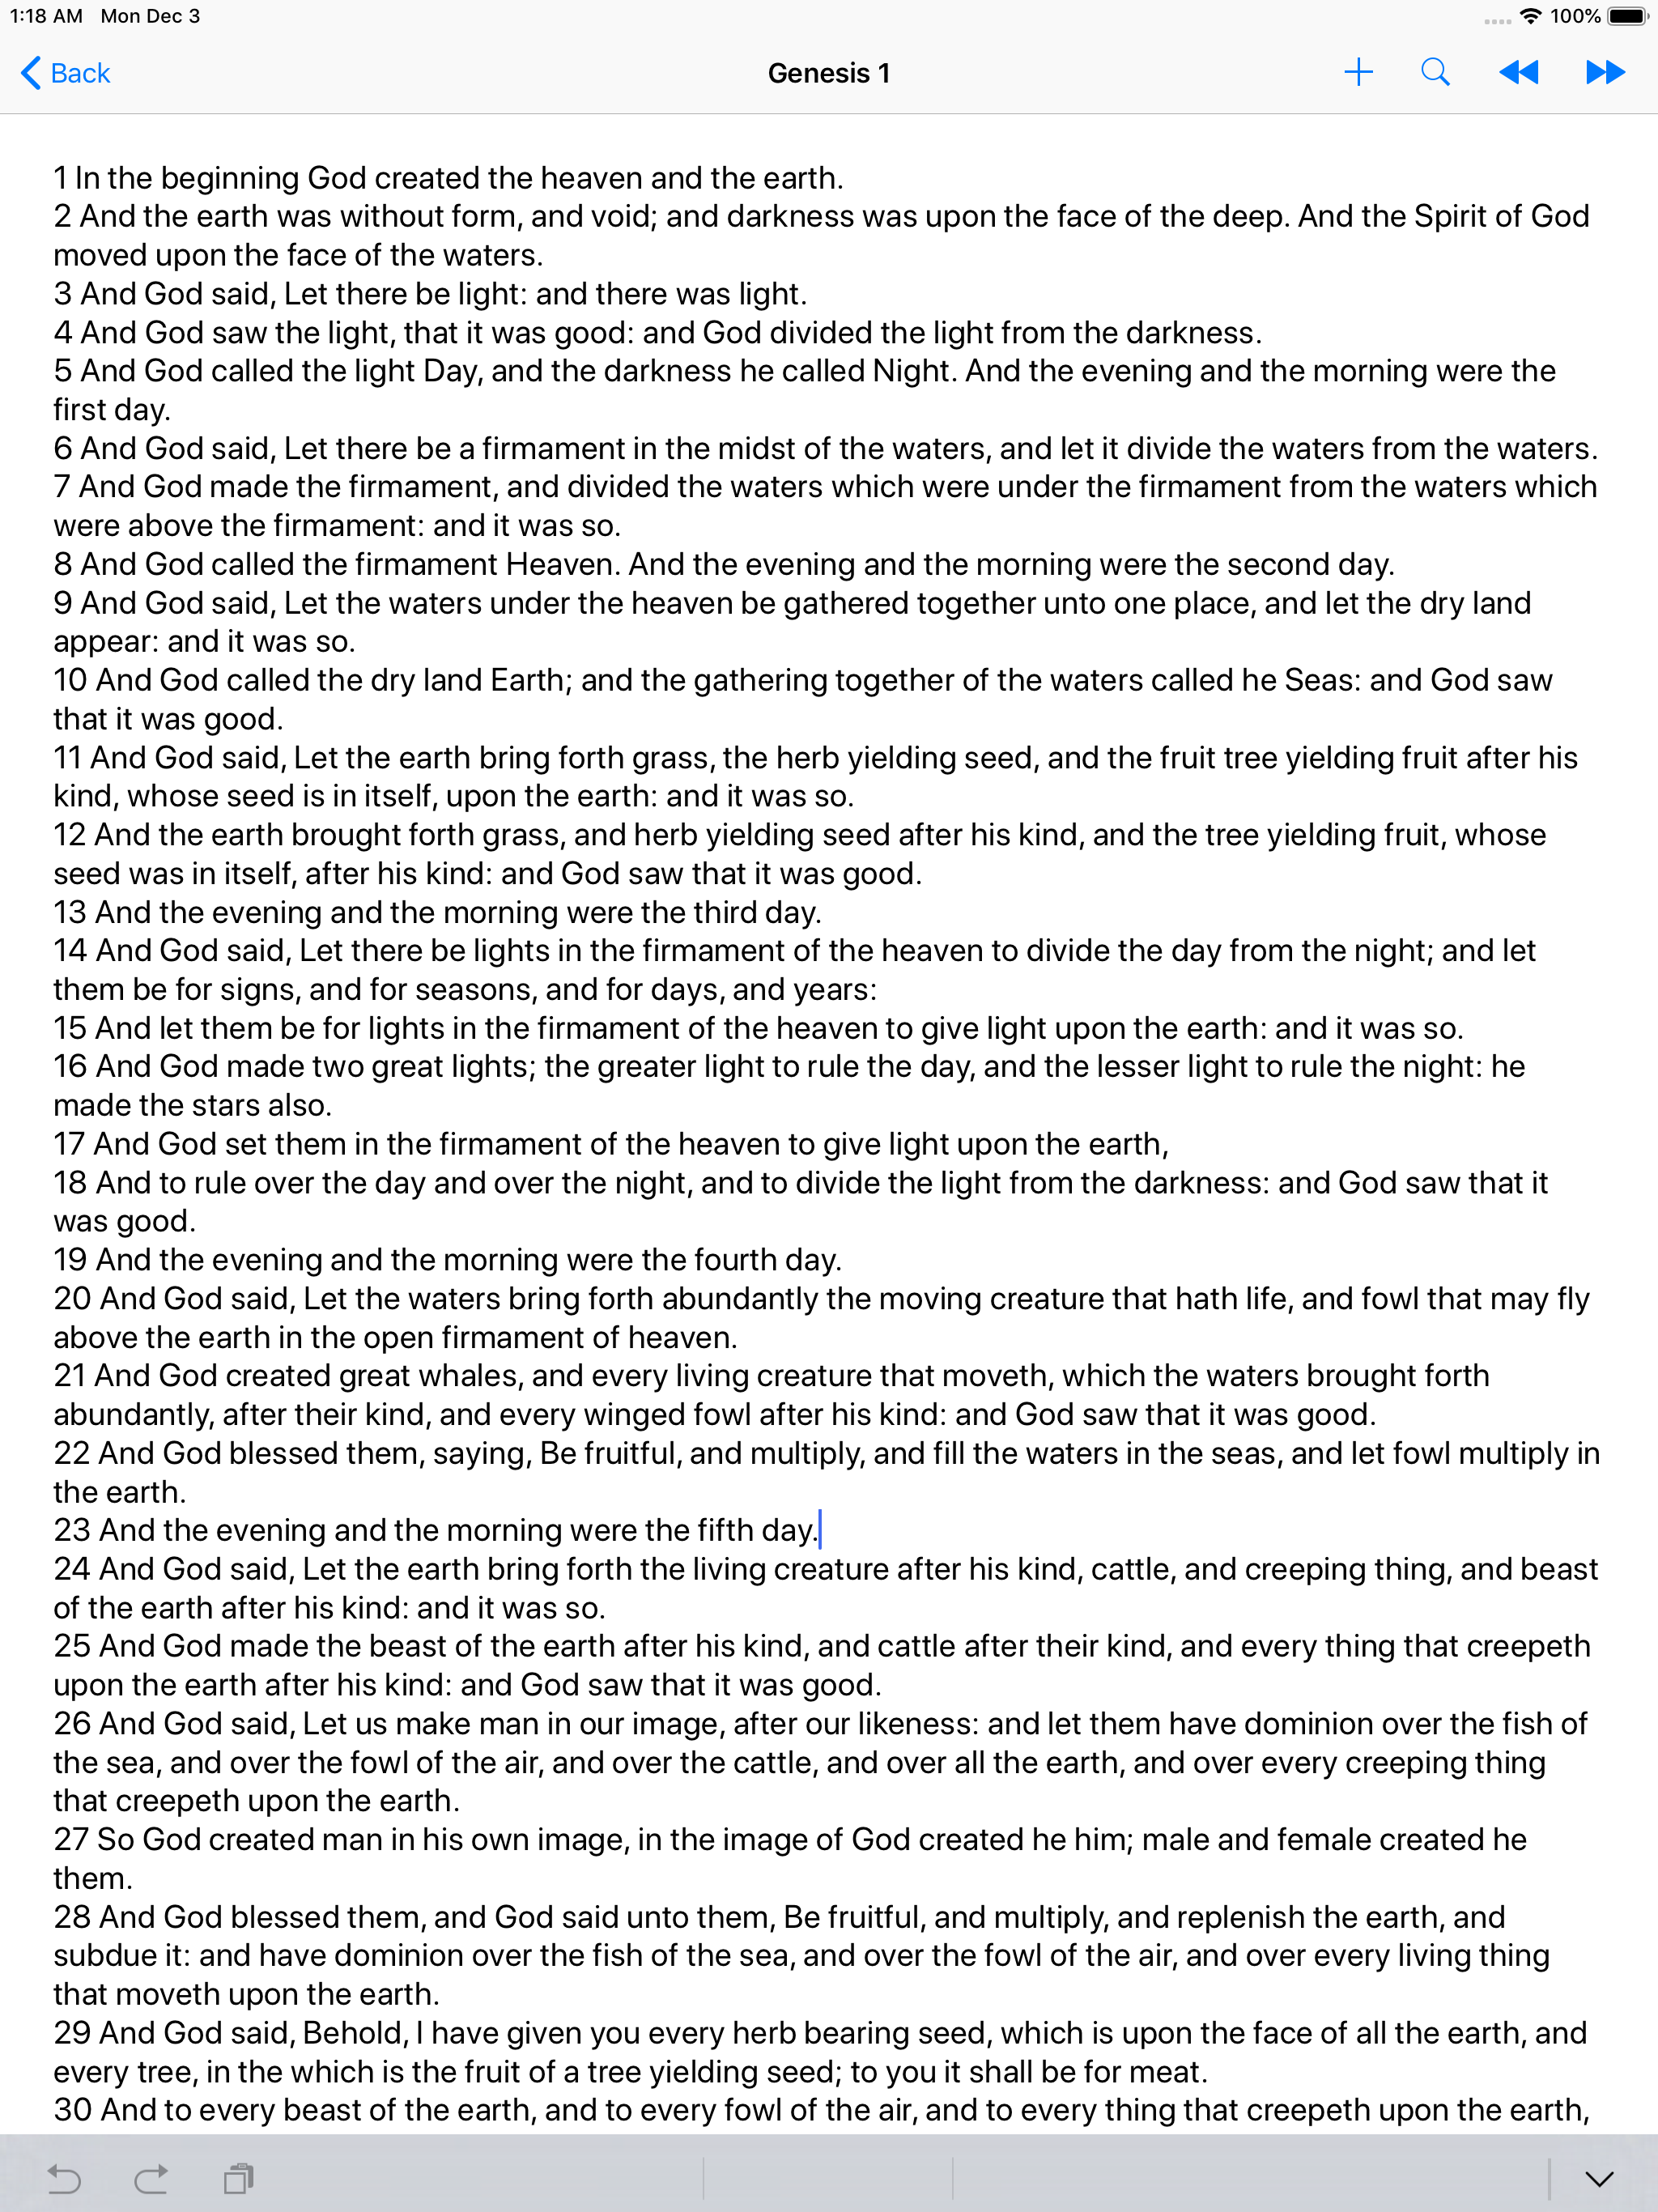 1:18 AM Mon Dec 3 100%
Back Genesis 1
1 In the beginning God created the heaven and the earth.
2 And the earth was without form, and void; and darkness was upon the face of the deep. And the Spirit of God
moved upon the face of the waters.
3 And God said, Let there be light: and there was light.
4 And God saw the light, that it was good: and God divided the light from the darkness.
5 And God called the light Day, and the darkness he called Night. And the evening and the morning were the
first day.
6 And God said, Let there be a firmament in the midst of the waters, and let it divide the waters from the waters.
7 And God made the firmament, and divided the waters which were under the firmament from the waters which
were above the firmament: and it was so.
8 And God called the firmament Heaven. And the evening and the morning were the second day.
9 And God said, Let the waters under the heaven be gathered together unto one place, and let the dry land
appear: and it was so.
10 And God called the dry land Earth; and the gathering together of the waters called he Seas: and God saw
that it was good.
11 And God said, Let the earth bring forth grass, the herb yielding seed, and the fruit tree yielding fruit after his
kind, whose seed is in itself, upon the earth: and it was so.
12 And the earth brought forth grass, and herb yielding seed after his kind, and the tree yielding fruit, whose
seed was in itself, after his kind: and God saw that it was good.
13 And the evening and the morning were the third day.
14 And God said, Let there be lights in the firmament of the heaven to divide the day from the night; and let
them be for signs, and for seasons, and for days, and years:
15 And let them be for lights in the firmament of the heaven to give light upon the earth: and it was so.
16 And God made two great lights; the greater light to rule the day, and the lesser light to rule the night: he
made the stars also.
17 And God set them in the firmament of the heaven to give light upon the earth,
18 And to rule over the day and over the night, and to divide the light from the darkness: and God saw that it
was good.
19 And the evening and the morning were the fourth day.
20 And God said, Let the waters bring forth abundantly the moving creature that hath life, and fowl that may fly
above the earth in the open firmament of heaven.
21 And God created great whales, and every living creature that moveth, which the waters brought forth
abundantly, after their kind, and every winged fowl after his kind: and God saw that it was good.
22 And God blessed them, saying, Be fruitful, and multiply, and fill the waters in the seas, and let fowl multiply in
the earth.
23 And the evening and the morning were the fifth day.
24 And God said, Let the earth bring forth the living creature after his kind, cattle, and creeping thing, and beast
of the earth after his kind: and it was so.
25 And God made the beast of the earth after his kind, and cattle after their kind, and every thing that creepeth
upon the earth after his kind: and God saw that it was good.
26 And God said, Let us make man in our image, after our likeness: and let them have dominion over the fish of
the sea, and over the fowl of the air, and over the cattle, and over all the earth, and over every creeping thing
that creepeth upon the earth.
27 So God created man in his own image, in the image of God created he him; male and female created he
them.
28 And God blessed them, and God said unto them, Be fruitful, and multiply, and replenish the earth, and
subdue it: and have dominion over the fish of the sea, and over the fowl of the air, and over every living thing
that moveth upon the earth.
29 And God said, Behold, I have given you every herb bearing seed, which is upon the face of all the earth, and
every tree, in the which is the fruit of a tree yielding seed; to you it shall be for meat.
30 And to every beast of the earth, and to every fowl of the air, and to every thing that creepeth upon the earth,